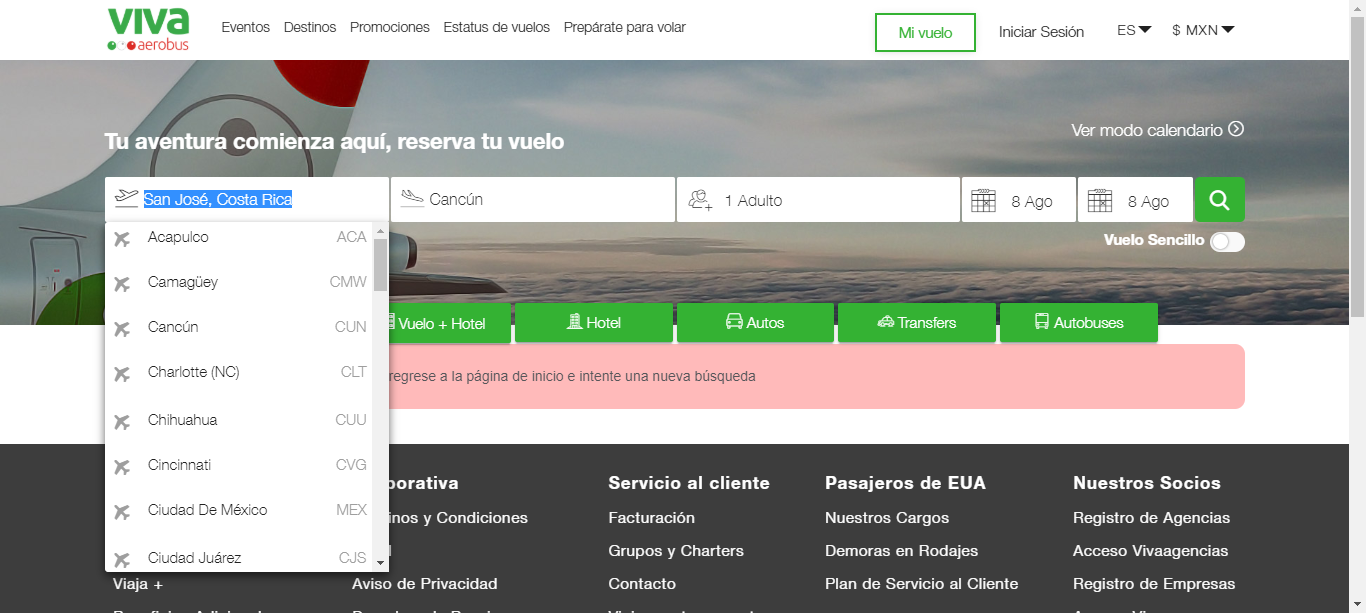 viva
aerobus
Eventos Destinos Promociones Estatus de vuelos Prepárate para volar
Mi vuelo
Iniciar Sesión
ES
$ MXN
Ver modo calendario
Tu aventura comienza aquí, reserva tu vuelo
San José, Costa Rica
Cancún
1 Adulto
8 Ago
8 Ago
Vuelo Sencillo
Acapulco ACA
Camagüey CMW
Cancún CUN
Charlotte (NC) CLT
Chihuahua CUU
Cincinnati CVG
Ciudad De México MEX
Ciudad Juárez CJS
Vuelo + Hotel
Hotel
Autos
Transfers
Autobuses
regrese a la página de inicio e intente una nueva búsqueda
Viaja +
y Condiciones
Aviso de Privacidad
Servicio al cliente
Facturación
Grupos y Charters
Contacto
Pasajeros de EUA
Nuestros Cargos
Demoras en Rodajes
Plan de Servicio al Cliente
Nuestros Socios
Registro de Agencias
Acceso Vivaagencias
Registro de Empresas